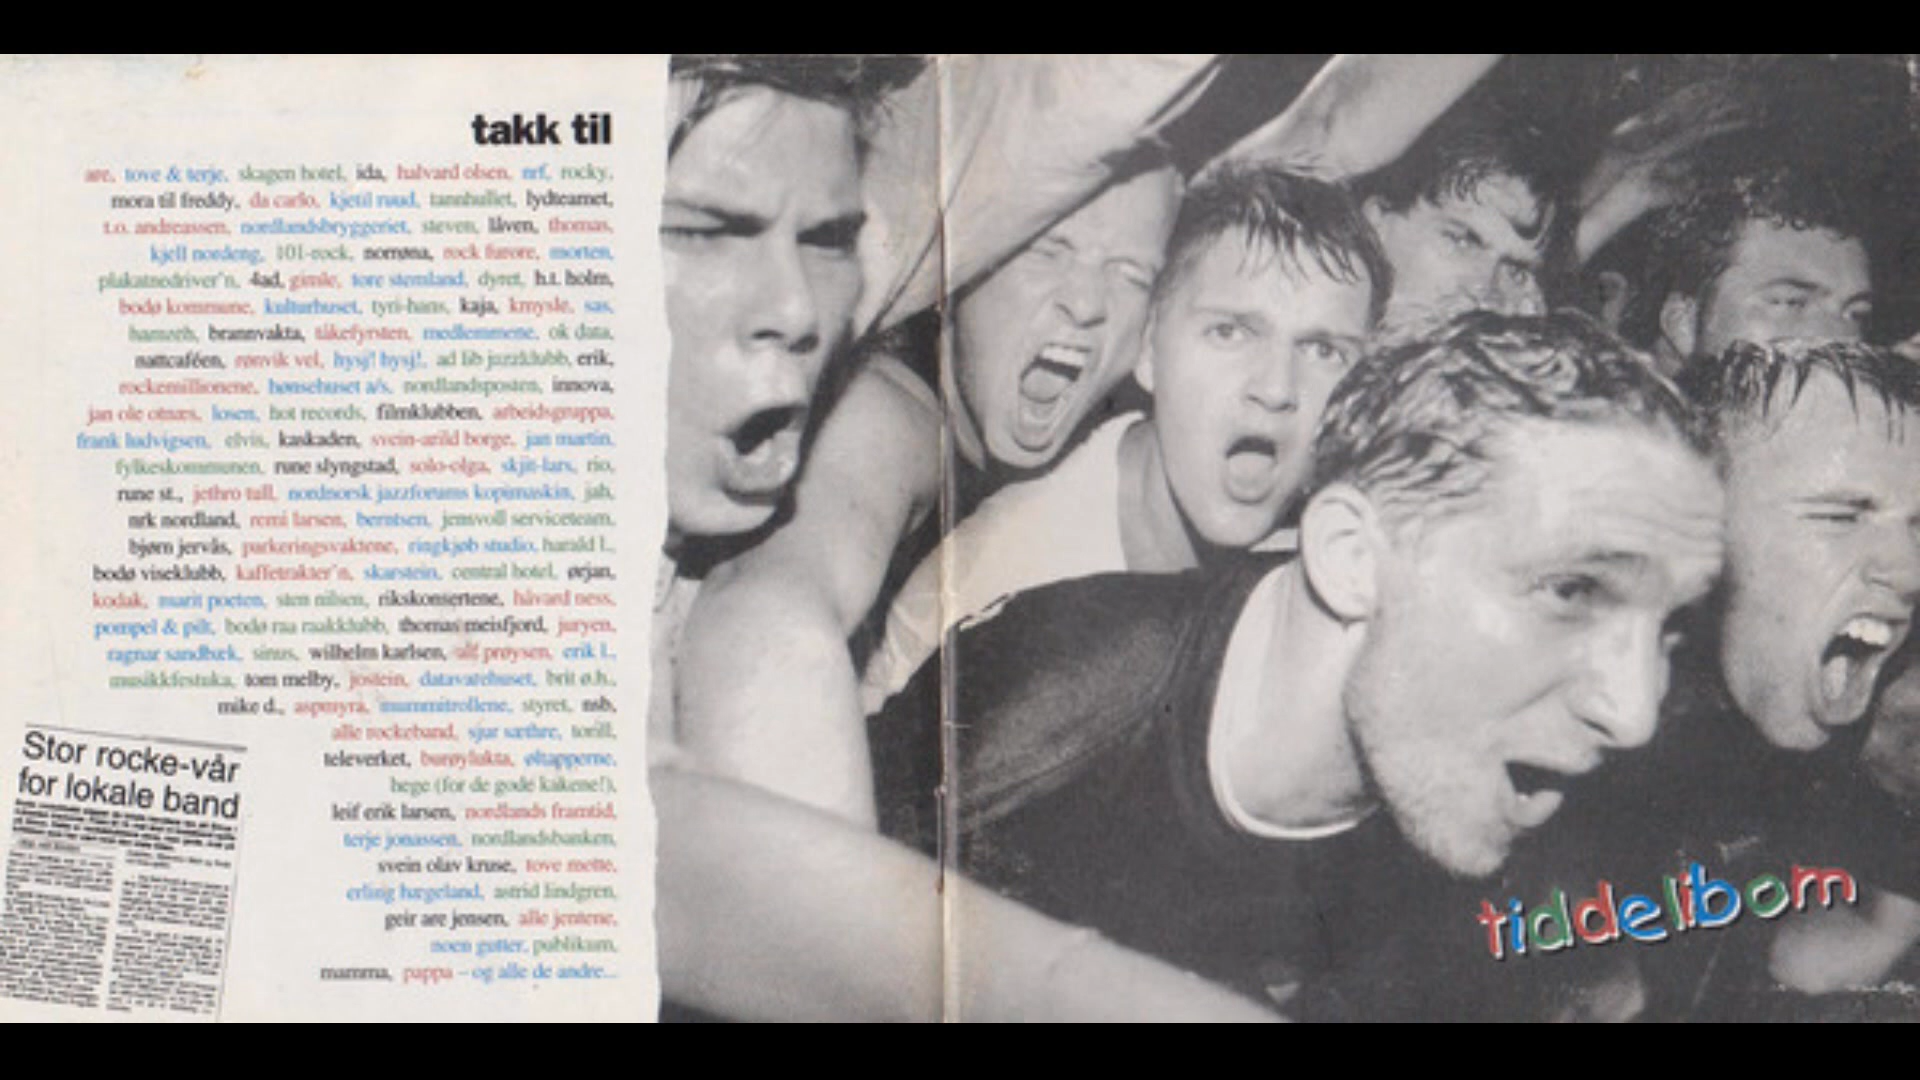 takk til
are, tove & terje, skagen hotel, ida, halvard olsen, nrf, rocky,
mora til freddy, da carlo, kjetil ruud, tannhullet, lydteamet,
t.o. andreassen, nordlandsbryggeriet, steven, låven, thomas,
kjell nordeng, 101-rock, norrøna, rock furore, morten,
plakatnedriver'n, 4ad, gimle, tore stemland, dyret, h.t. holm,
bodø kommune, kulturhuset, tyri-hans, kaja, kmysle, sas,
brannvakta, tåkefyrsten, medlemmene, ok data,
nattcaféen, rønvik vel, hysj! hysj!, ad lib jazzklubb, erik,
rockemillionene, hønsehuset a/s, nordlandsposten, innova,
jan ole otnæs, losen, hot records, filmklubben, arbeidsgruppa,
frank ludvigsen, elvis, kaskaden, svein-arild borge, jan martin,
fylkeskommunen, rune slyngstad, solo-olga, skjit-lars, rio,
rune st., jethro tull, nordnorsk jazzforums kopimaskin, jah,
nrk nordland, remi larsen, berntsen, jensvoll serviceteam,
bjørn jervås, parkeringsvaktene, ringkjøb studio, harald l.,
bodø viseklubb, kaffetrakter'n, skarstein, central hotel, ørjan,
kodak, marit poeten, sten nilsen, rikskonsertene, håvard ness,
pompel & pilt, bodø raa raakklubb, thomas meisfjord, juryen,
ragnar sandbæk, sinus, wilhelm karlsen, alf prøysen, erik l.,
musikkfestuka, tom melby, jostein, datavarehuset, brit ø.h.,
mike d., aspmyra, mummitrollene, styret, nsb,
alle rockeband, sjur sæthre, torill,
televerket, burøylukta, øltapperne,
hege (for de gode kakene!),
leif erik larsen, nordlands framtid,
terje jonassen, nordlandsbanken,
svein olav kruse, tove mette,
erling hægeland, astrid lindgren,
geir are jensen, alle jentene,
noen gutter, publikum,
mamma, pappa – og alle de andre...
Stor rocke-vår
for lokale band
tiddelibom